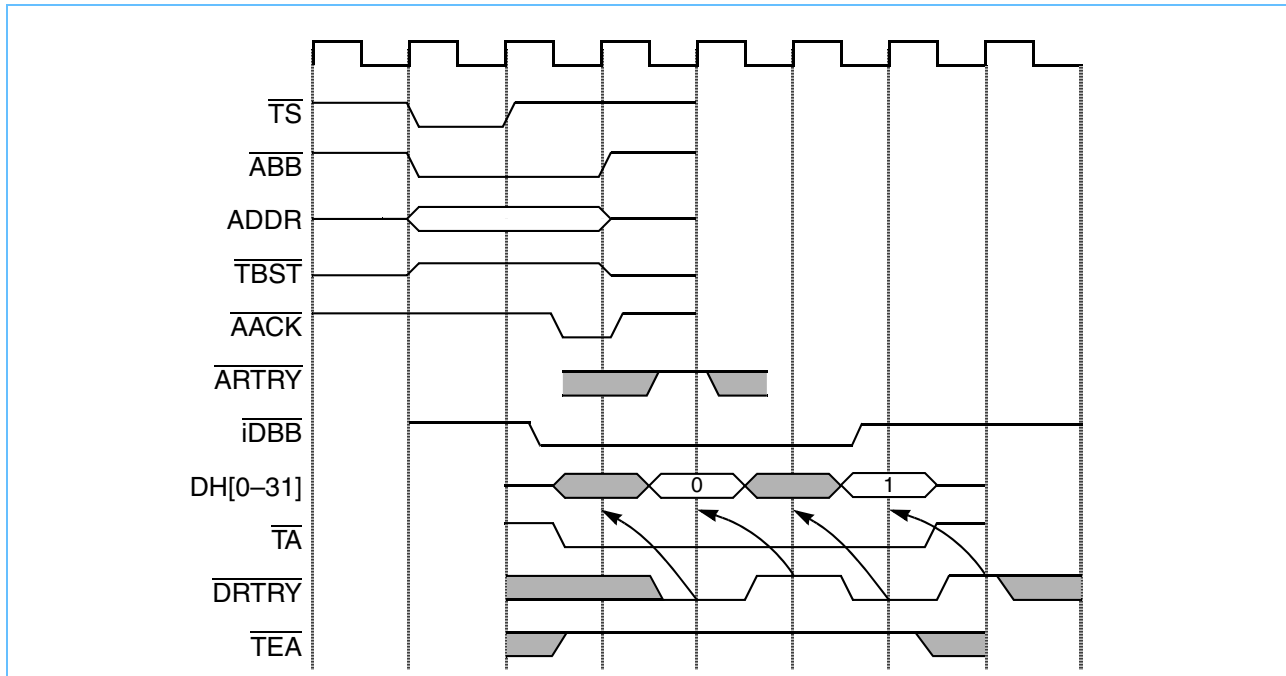 TS
ABB
ADDR
TBST
AACK
ARTRY
iDBB
DH[0–31]
0
1
TA
DRTRY
TEA